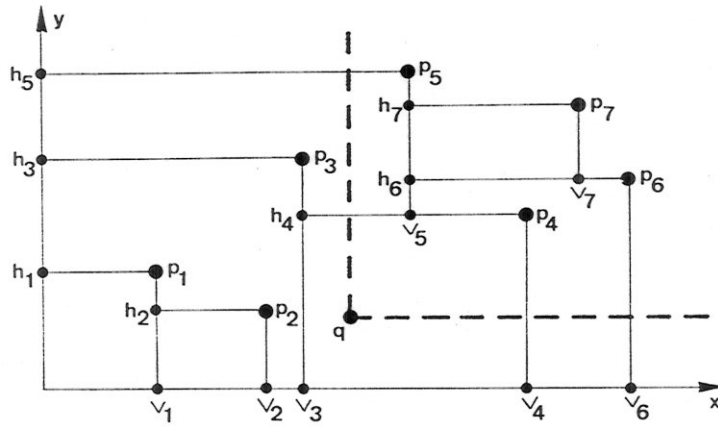 y
h₅
p₅
h₇
p₇
h₃
p₃
h₆
v₇
p₆
h₄
v₅
p₄
h₁
p₁
h₂
p₂
q
v₁
v₂
v₃
v₄
v₆
x